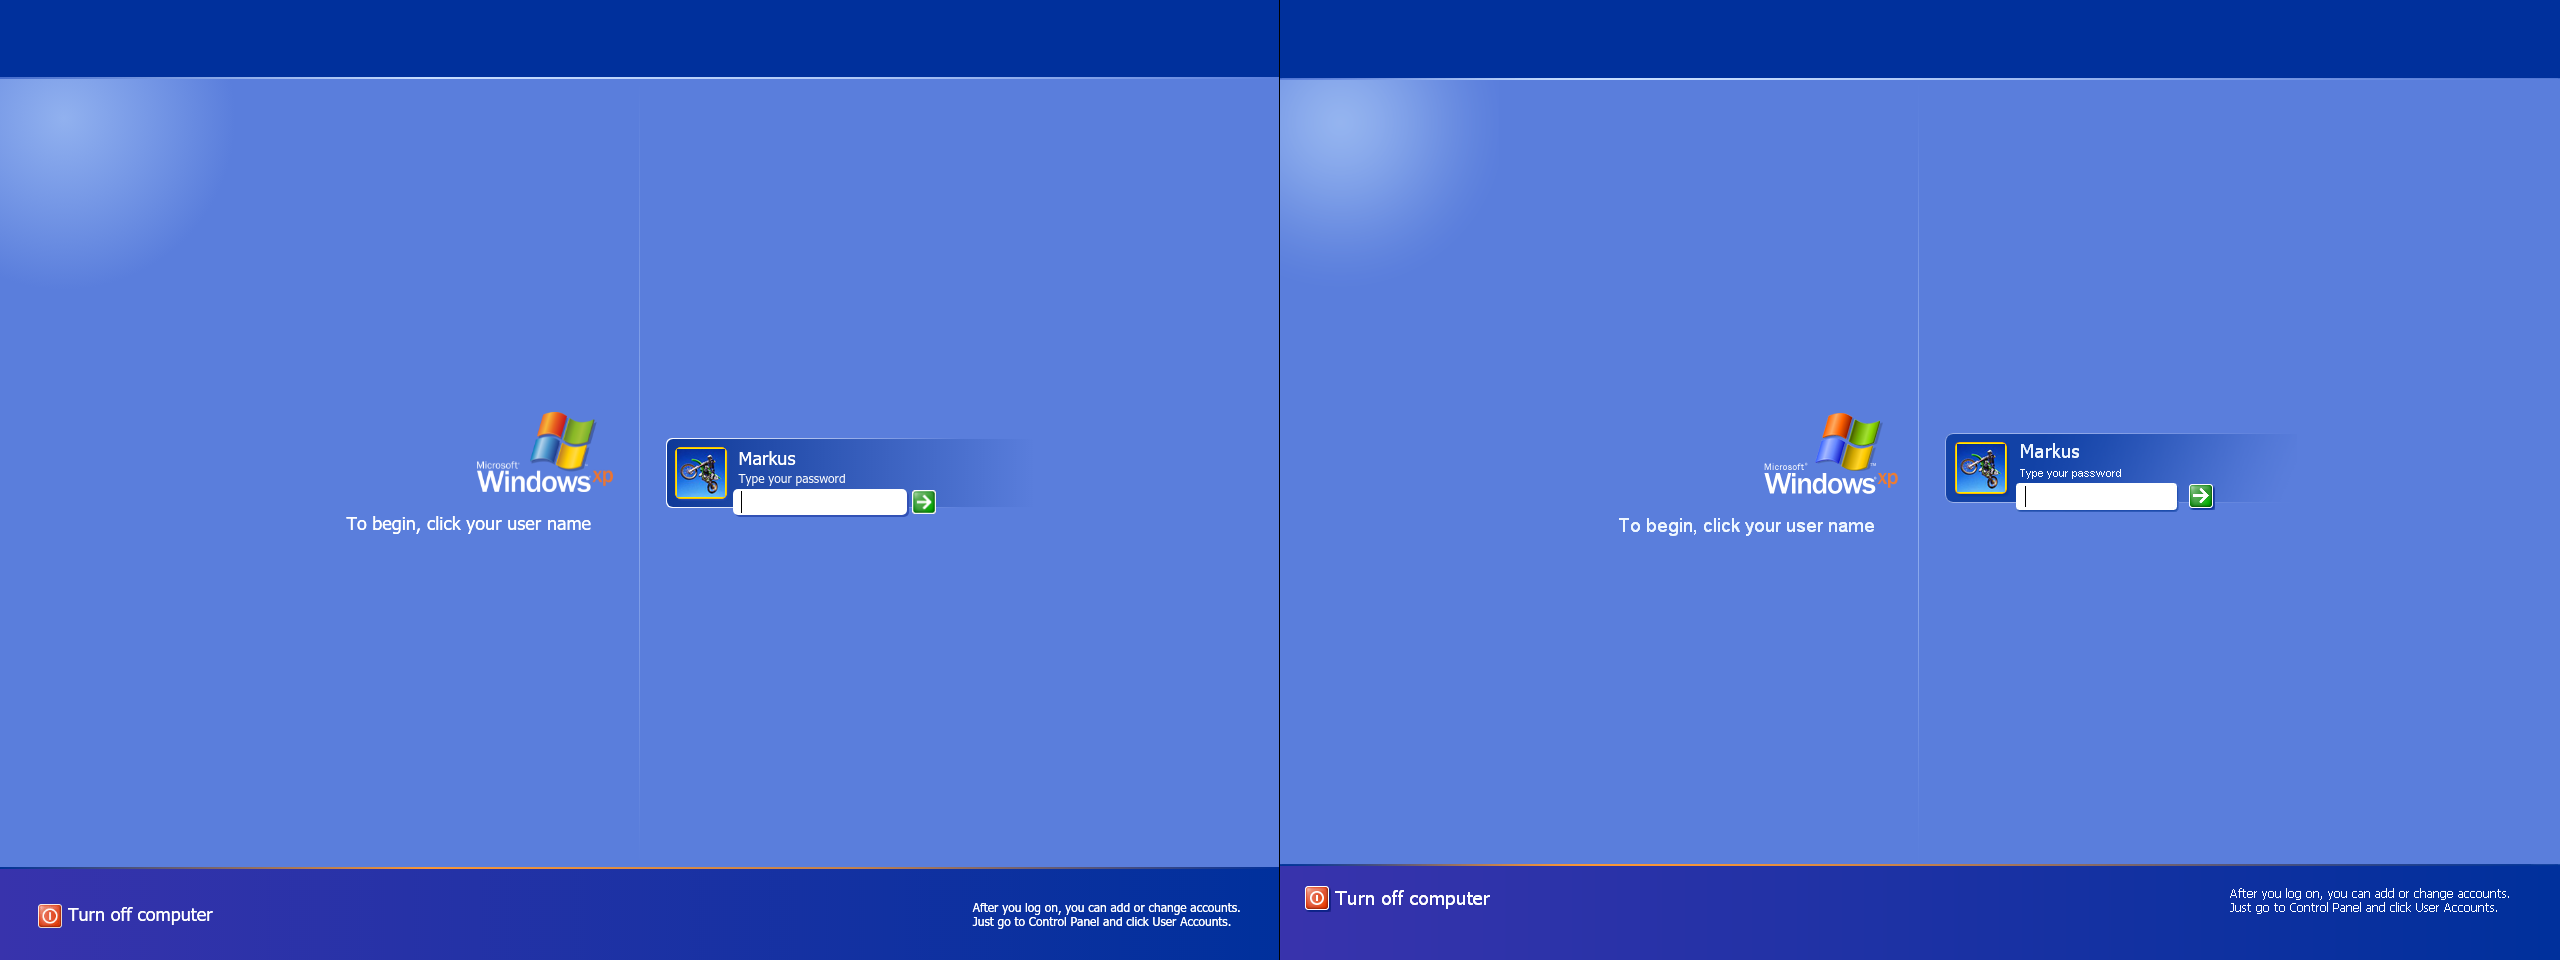 Microsoft®
Windows xp
To begin, click your user name
Markus
Type your password
Turn off computer
After you log on, you can add or change accounts.
Just go to Control Panel and click User Accounts.
Microsoft®
Windows xp™
To begin, click your user name
Markus
Type your password
Turn off computer
After you log on, you can add or change accounts.
Just go to Control Panel and click User Accounts.